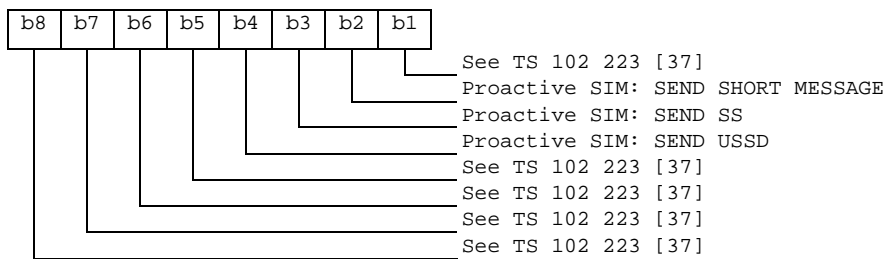 b8 b7 b6 b5 b4 b3 b2 b1
See TS 102 223 [37]
Proactive SIM: SEND SHORT MESSAGE
Proactive SIM: SEND SS
Proactive SIM: SEND USSD
See TS 102 223 [37]
See TS 102 223 [37]
See TS 102 223 [37]
See TS 102 223 [37]